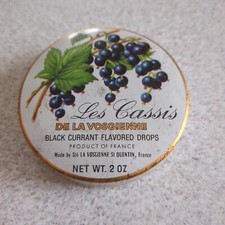 Les Cassis
DE LA VOSGIENNE
BLACK CURRANT FLAVORED DROPS
PRODUCT OF FRANCE
Made by Sté LA VOSGIENNE St QUENTIN, France
NET WT. 2 OZ